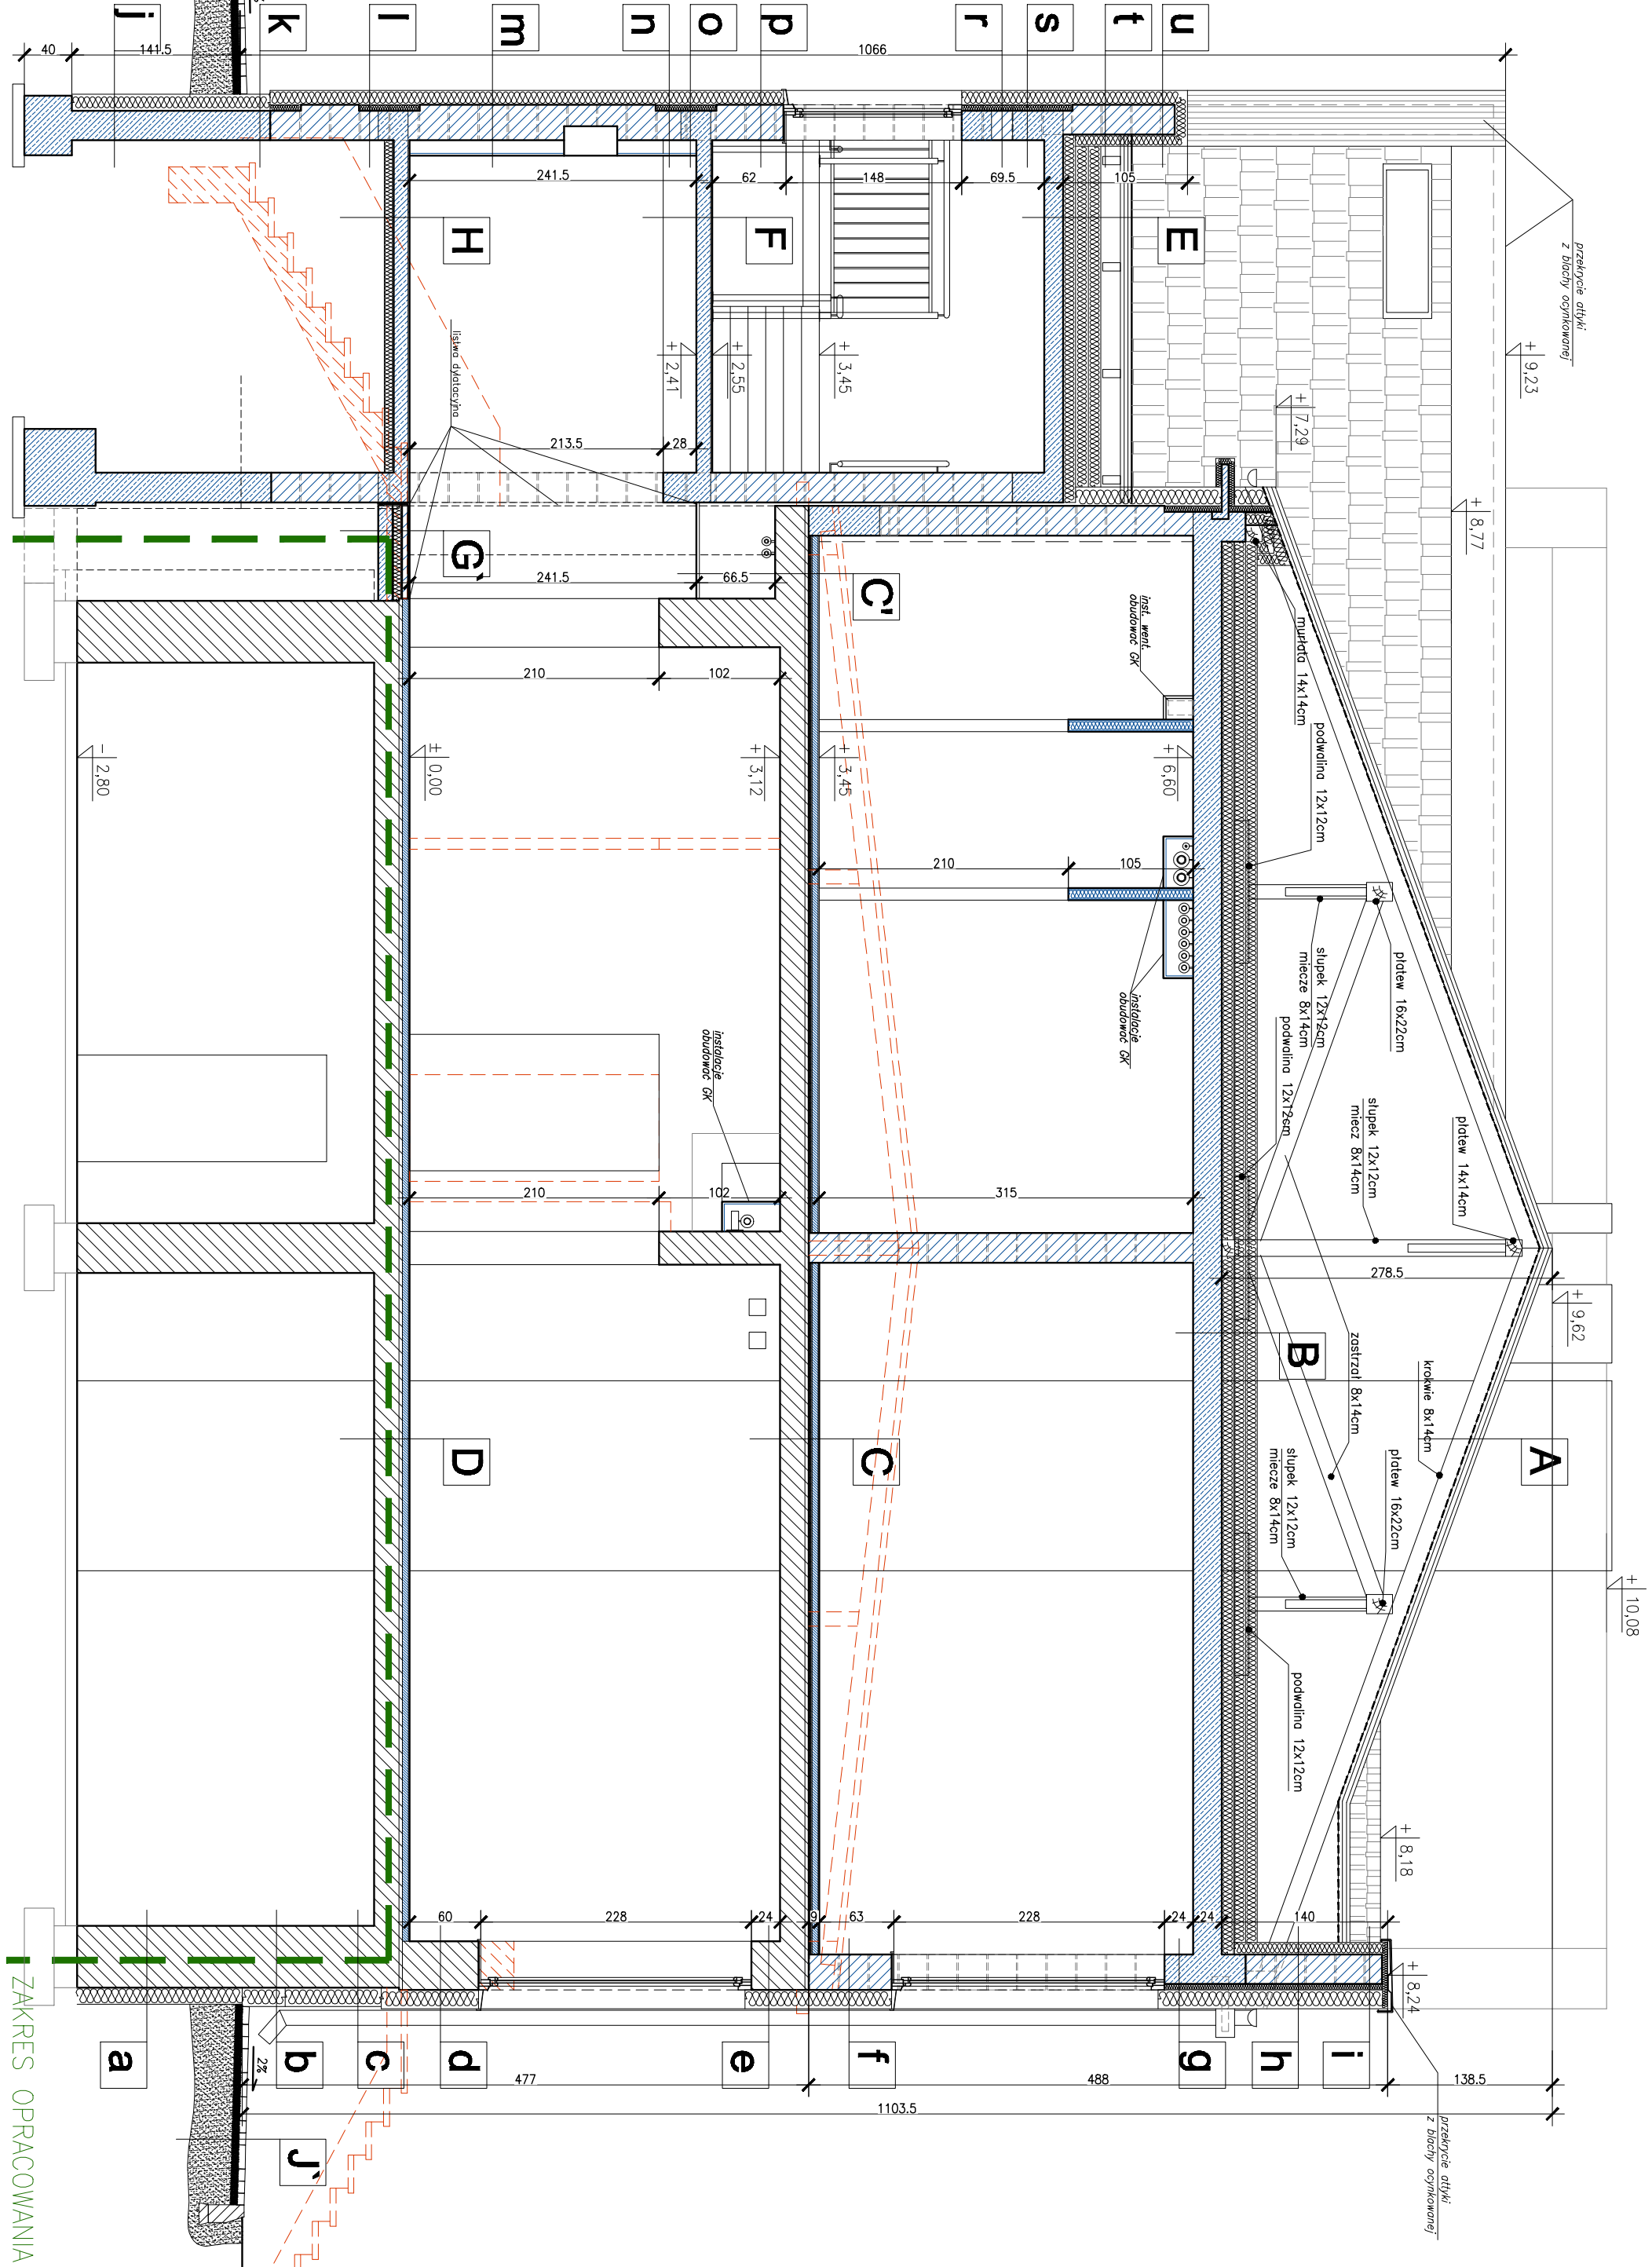 u
t
s
r
p
o
n
m
l
k
j
1066
141.5
40
105
69.5
148
62
241.5
E
F
H
przekrycie attyki
z blachy ocynkowanej
+ 9,23
+ 7,29
+ 8,77
+ 3,45
+ 2,55
+ 2,41
listwa dylatacyjna
28
213.5
G'
C'
66.5
241.5
102
210
inst. went.
obudować GK
murłata 14x14cm
podwalina 12x12cm
+ 6,60
+ 3,45
+ 3,12
± 0,00
- 2,80
105
210
płatew 16x22cm
słupek 12x12cm
miecze 8x14cm
podwalina 12x12cm
instalacje
obudować GK
instalacje
obudować GK
płatew 14x14cm
słupek 12x12cm
miecz 8x14cm
315
102
210
278.5
+ 9,62
B
zastrzał 8x14cm
krokwie 8x14cm
A
C
D
płatew 16x22cm
słupek 12x12cm
miecze 8x14cm
+ 10,08
podwalina 12x12cm
+ 8,18
140
24
24
228
63
9
24
228
60
+ 8,24
i
h
g
f
e
d
c
b
a
2%
138.5
488
477
1103.5
przekrycie attyki
z blachy ocynkowanej
J'
ZAKRES OPRACOWANIA